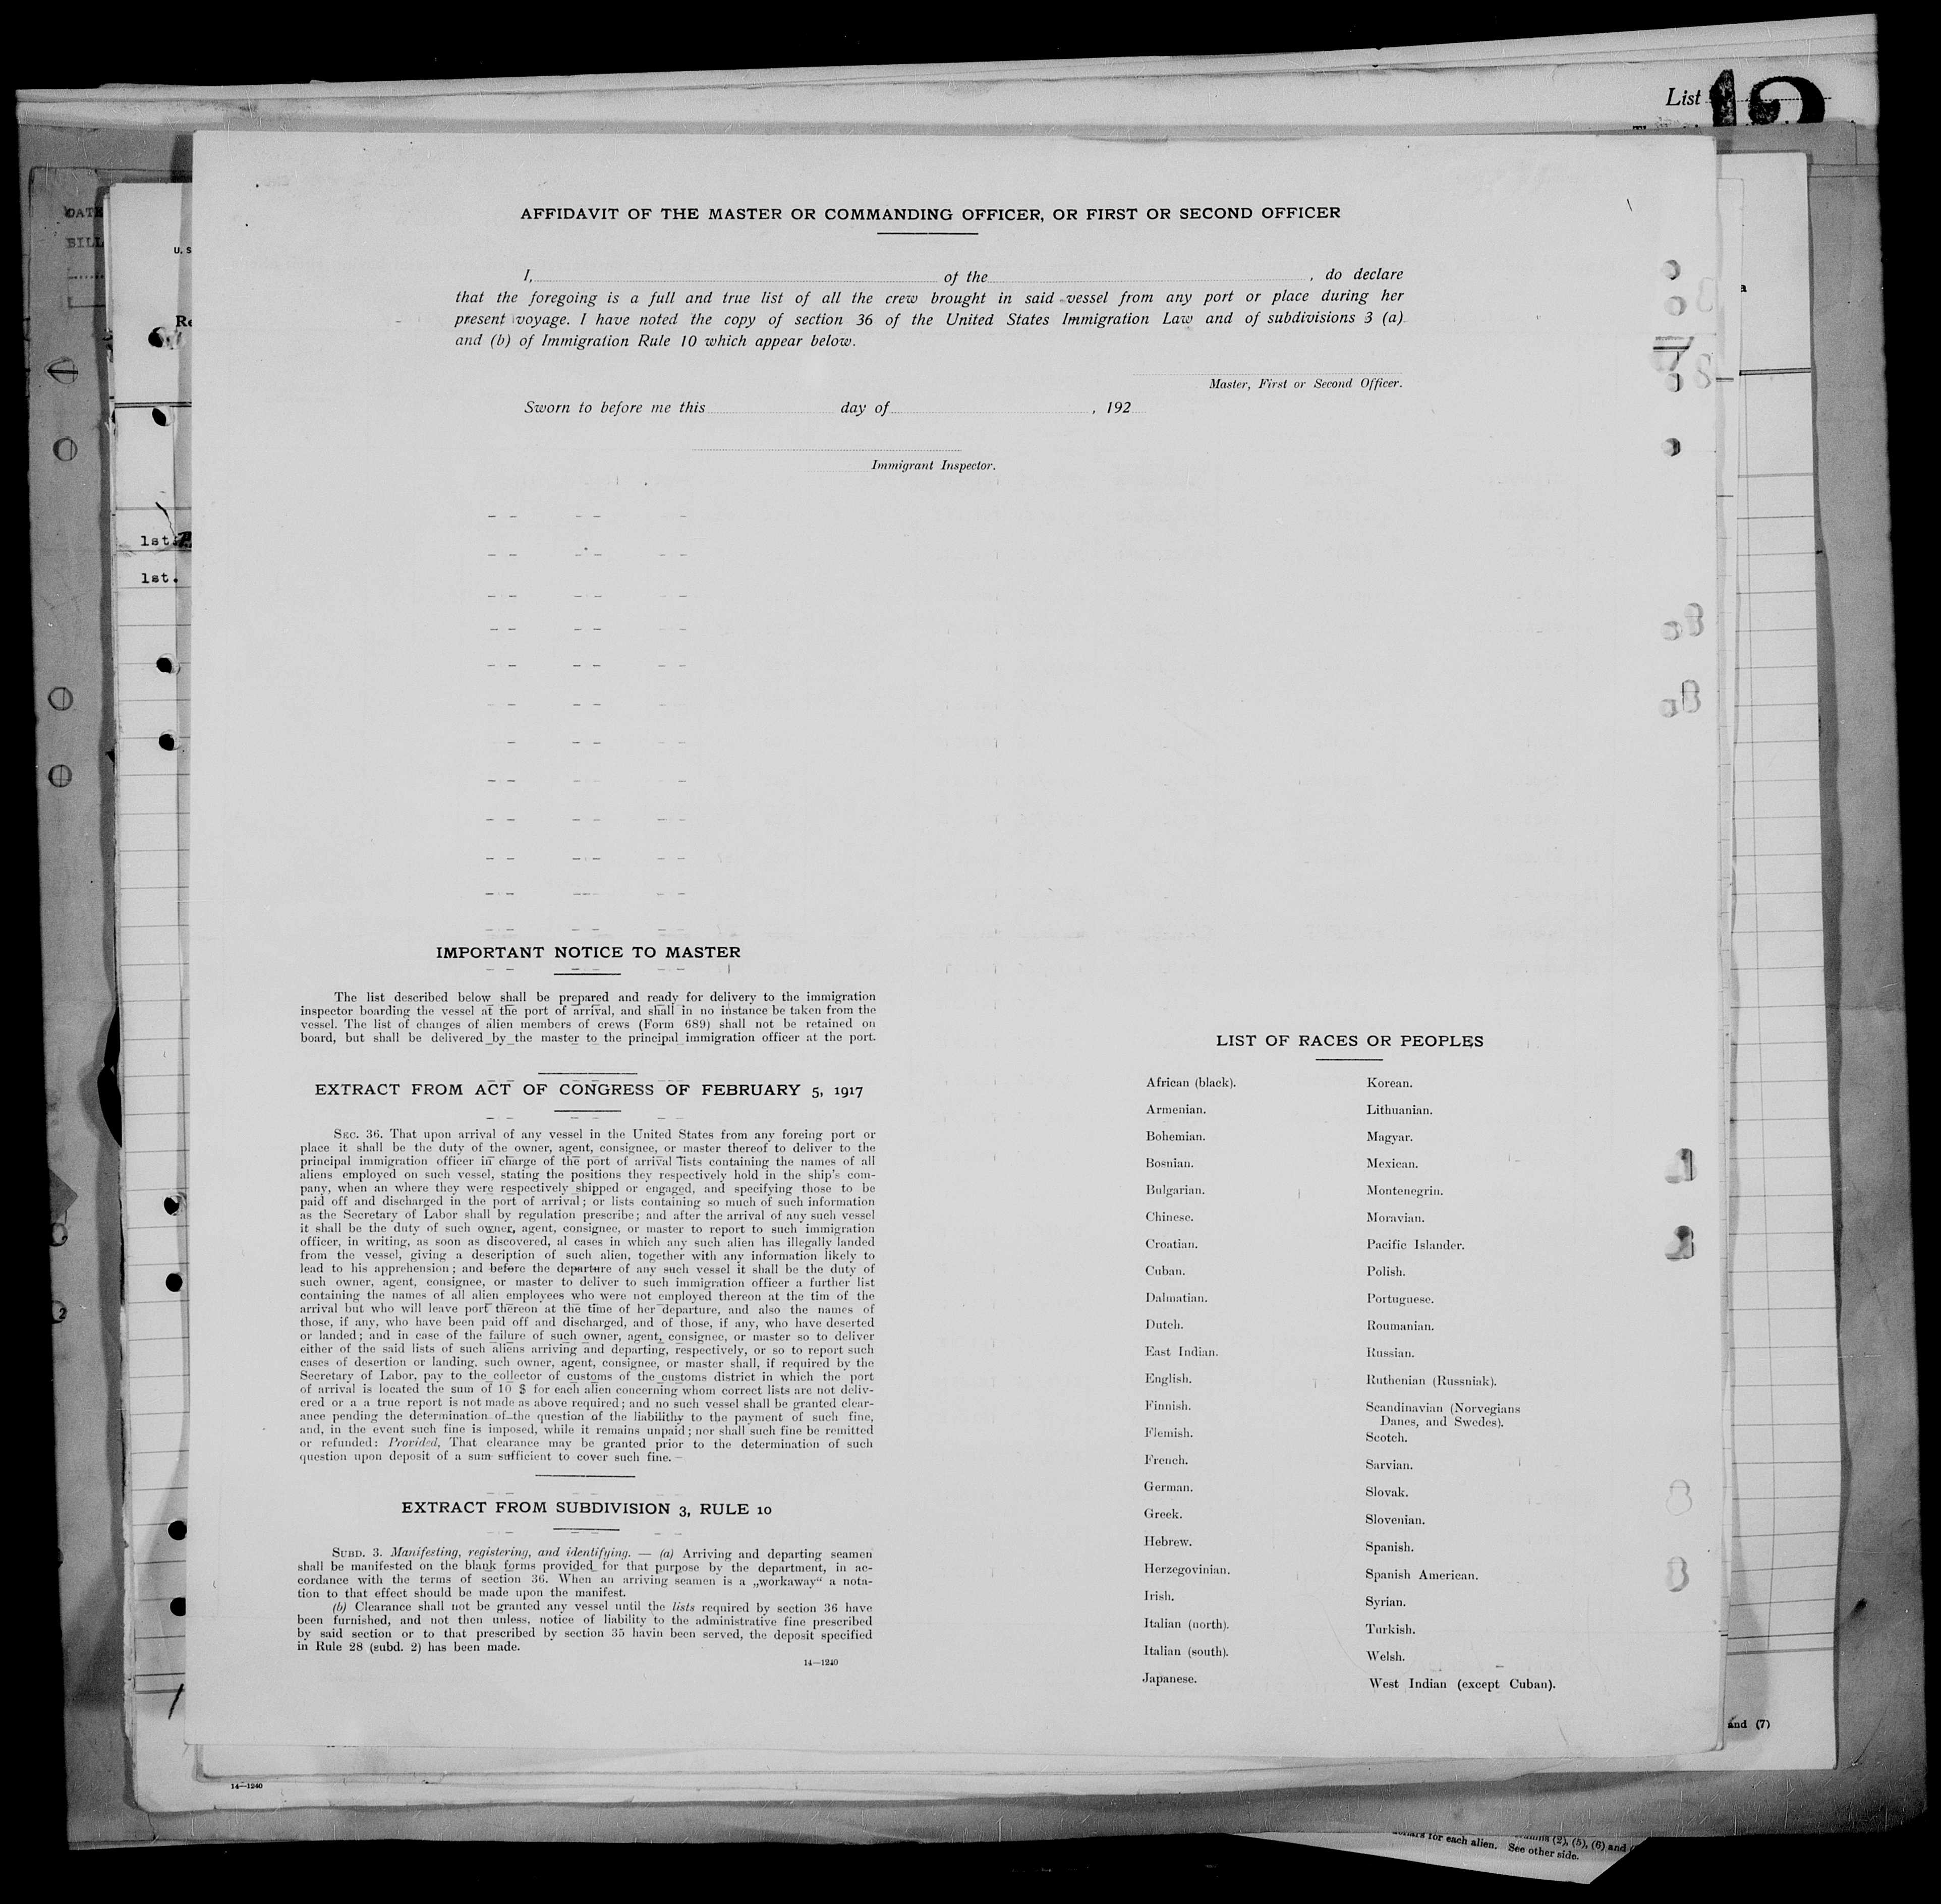 List 12
DATE
BILL
U. S
Re
1st.
1st.
AFFIDAVIT OF THE MASTER OR COMMANDING OFFICER, OR FIRST OR SECOND OFFICER
I, of the , do declare
that the foregoing is a full and true list of all the crew brought in said vessel from any port or place during her
present voyage. I have noted the copy of section 36 of the United States Immigration Law and of subdivisions 3 (a)
and (b) of Immigration Rule 10 which appear below.
Master, First or Second Officer.
Sworn to before me this day of , 192
Immigrant Inspector.
IMPORTANT NOTICE TO MASTER
The list described below shall be prepared and ready for delivery to the immigration
inspector boarding the vessel at the port of arrival, and shall in no instance be taken from the
vessel. The list of changes of alien members of crews (Form 689) shall not be retained on
board, but shall be delivered by the master to the principal immigration officer at the port.
EXTRACT FROM ACT OF CONGRESS OF FEBRUARY 5, 1917
SEC. 36. That upon arrival of any vessel in the United States from any foreing port or
place it shall be the duty of the owner, agent, consignee, or master thereof to deliver to the
principal immigration officer in charge of the port of arrival lists containing the names of all
aliens employed on such vessel, stating the positions they respectively hold in the ship's com-
pany, when an where they were respectively shipped or engaged, and specifying those to be
paid off and discharged in the port of arrival; or lists containing so much of such information
as the Secretary of Labor shall by regulation prescribe; and after the arrival of any such vessel
it shall be the duty of such owner, agent, consignee, or master to report to such immigration
officer, in writing, as soon as discovered, al cases in which any such alien has illegally landed
from the vessel, giving a description of such alien, together with any information likely to
lead to his apprehension; and before the departure of any such vessel it shall be the duty of
such owner, agent, consignee, or master to deliver to such immigration officer a further list
containing the names of all alien employees who were not employed thereon at the tim of the
arrival but who will leave port thereon at the time of her departure, and also the names of
those, if any, who have been paid off and discharged, and of those, if any, who have deserted
or landed; and in case of the failure of such owner, agent, consignee, or master so to deliver
either of the said lists of such aliens arriving and departing, respectively, or so to report such
cases of desertion or landing, such owner, agent, consignee, or master shall, if required by the
Secretary of Labor, pay to the collector of customs of the customs district in which the port
of arrival is located the sum of 10 $ for each alien concerning whom correct lists are not deliv-
ered or a a true report is not made as above required; and no such vessel shall be granted clear-
ance pending the determination of the question of the liabilithy to the payment of such fine,
and, in the event such fine is imposed, while it remains unpaid; nor shall such fine be remitted
or refunded: Provided, That clearance may be granted prior to the determination of such
question upon deposit of a sum sufficient to cover such fine.
EXTRACT FROM SUBDIVISION 3, RULE 10
SUBD. 3. Manifesting, registering, and identifying. — (a) Arriving and departing seamen
shall be manifested on the blank forms provided for that purpose by the department, in ac-
cordance with the terms of section 36. When an arriving seamen is a „workaway“ a nota-
tion to that effect should be made upon the manifest.
(b) Clearance shall not be granted any vessel until the lists required by section 36 have
been furnished, and not then unless, notice of liability to the administrative fine prescribed
by said section or to that prescribed by section 35 havin been served, the deposit specified
in Rule 28 (subd. 2) has been made.
14—1240
LIST OF RACES OR PEOPLES
African (black).
Armenian.
Bohemian.
Bosnian.
Bulgarian.
Chinese.
Croatian.
Cuban.
Dalmatian.
Dutch.
East Indian.
English.
Finnish.
Flemish.
French.
German.
Greek.
Hebrew.
Herzegovinian.
Irish.
Italian (north).
Italian (south).
Japanese.
Korean.
Lithuanian.
Magyar.
Mexican.
Montenegrin.
Moravian.
Pacific Islander.
Polish.
Portuguese.
Roumanian.
Russian.
Ruthenian (Russniak).
Scandinavian (Norvegians
Danes, and Swedes).
Scotch.
Sarvian.
Slovak.
Slovenian.
Spanish.
Spanish American.
Syrian.
Turkish.
Welsh.
West Indian (except Cuban).
and (7)
14—1240
(2), (5), (6) and
for each alien. See other side.